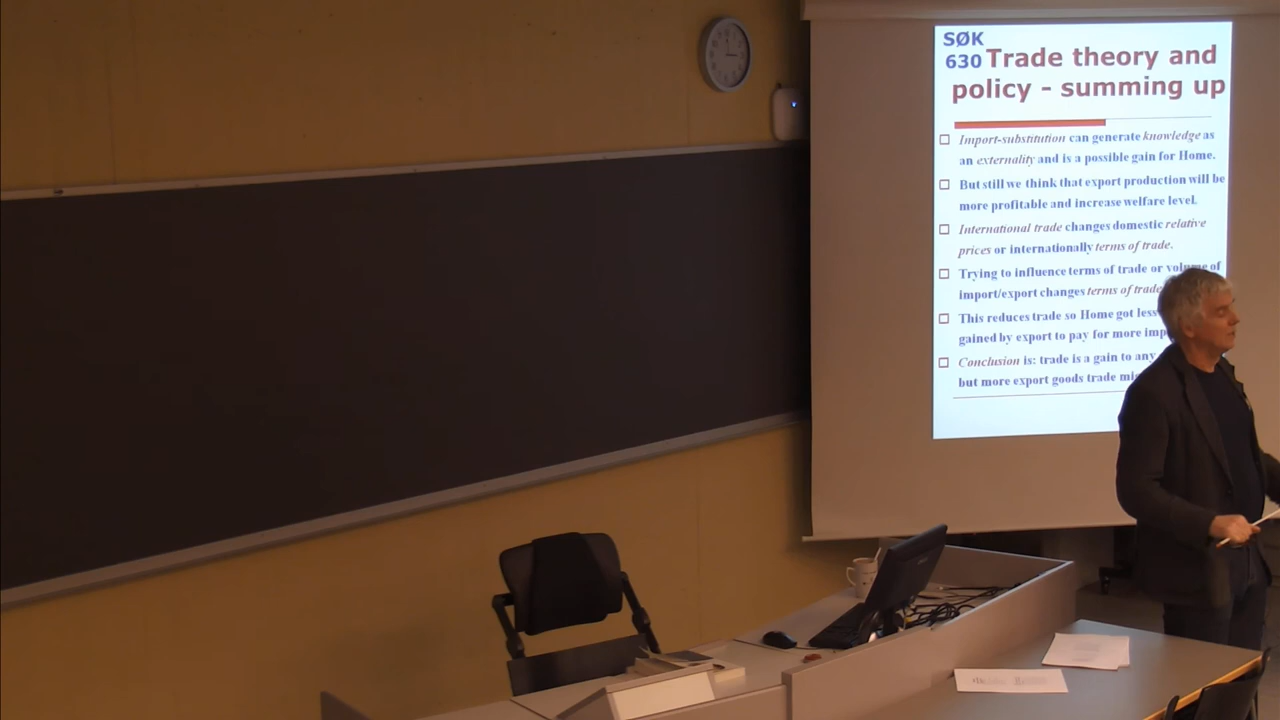 SØK
630 Trade theory and
policy - summing up
Import-substitution can generate knowledge as
an externality and is a possible gain for Home.
But still we think that export production will be
more profitable and increase welfare level.
International trade changes domestic relative
prices or internationally terms of trade.
Trying to influence terms of trade or volume of
import/export changes terms of trade
This reduces trade so Home got less
gained by export to pay for more
Conclusion is: trade is a gain to any
but more export goods trade